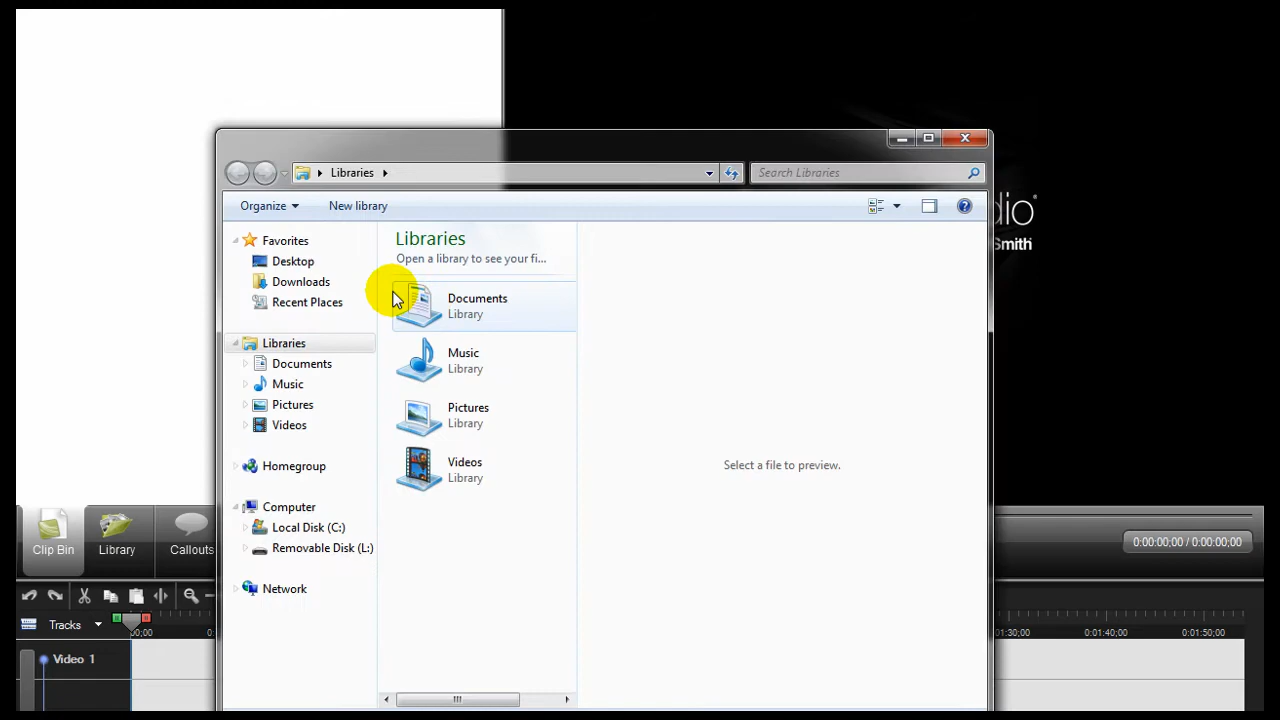 Libraries
Search Libraries
Organize
New library
Favorites
Desktop
Downloads
Recent Places
Libraries
Documents
Music
Pictures
Videos
Homegroup
Computer
Local Disk (C:)
Removable Disk (L:)
Network
Libraries
Open a library to see your fi...
Documents
Library
Music
Library
Pictures
Library
Videos
Library
Select a file to preview.
dio®
Smith
Clip Bin
Library
Callouts
0:00:00;00 / 0:00:00;00
Tracks
00;00
0:
01:30;00
0:01:40;00
0:01:50;00
Video 1